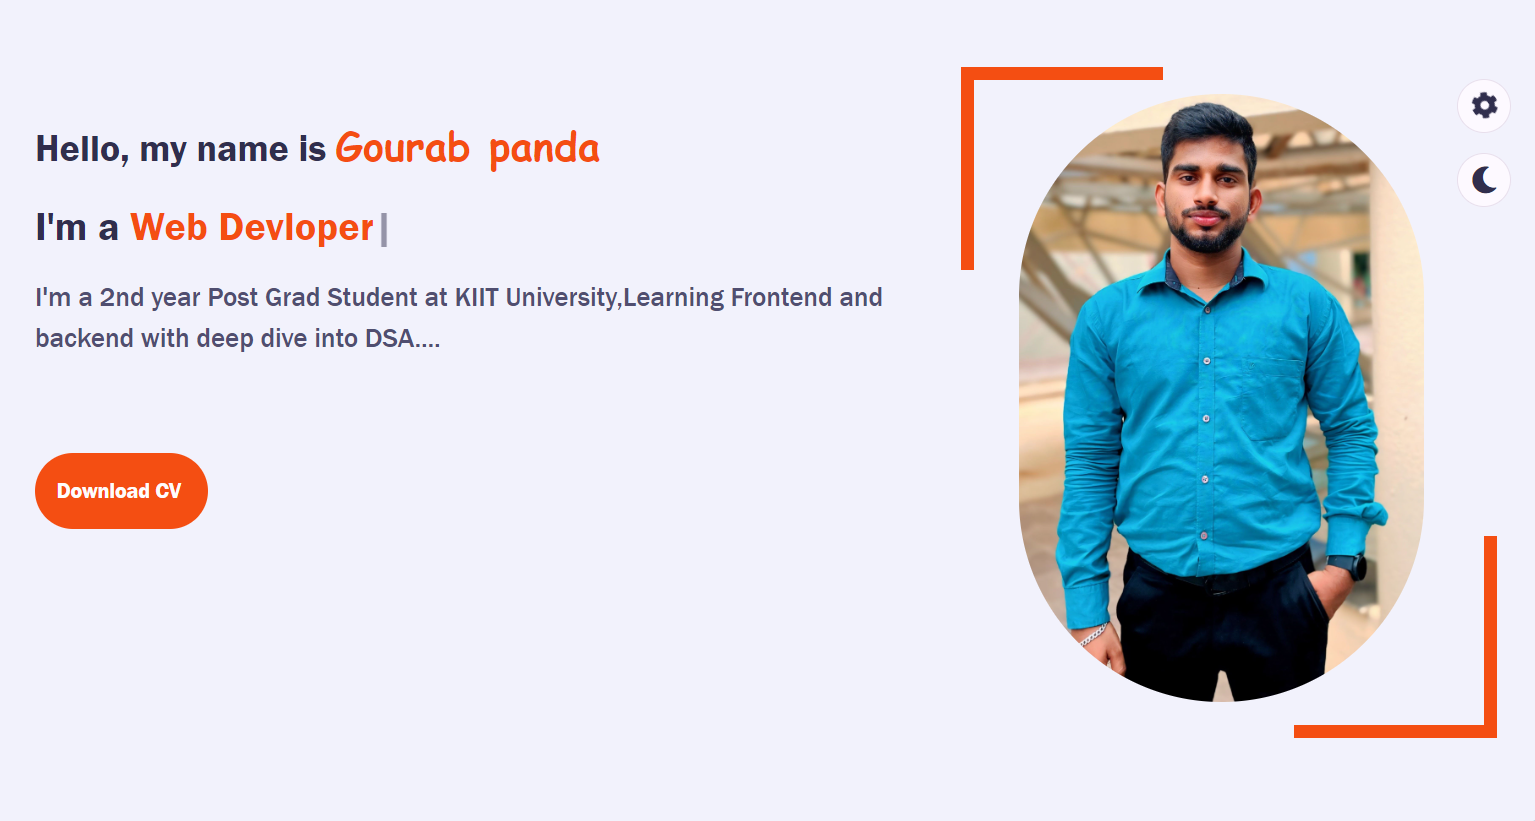 Hello, my name is Gourab panda
I'm a Web Devloper|
I'm a 2nd year Post Grad Student at KIIT University,Learning Frontend and
backend with deep dive into DSA....
Download CV